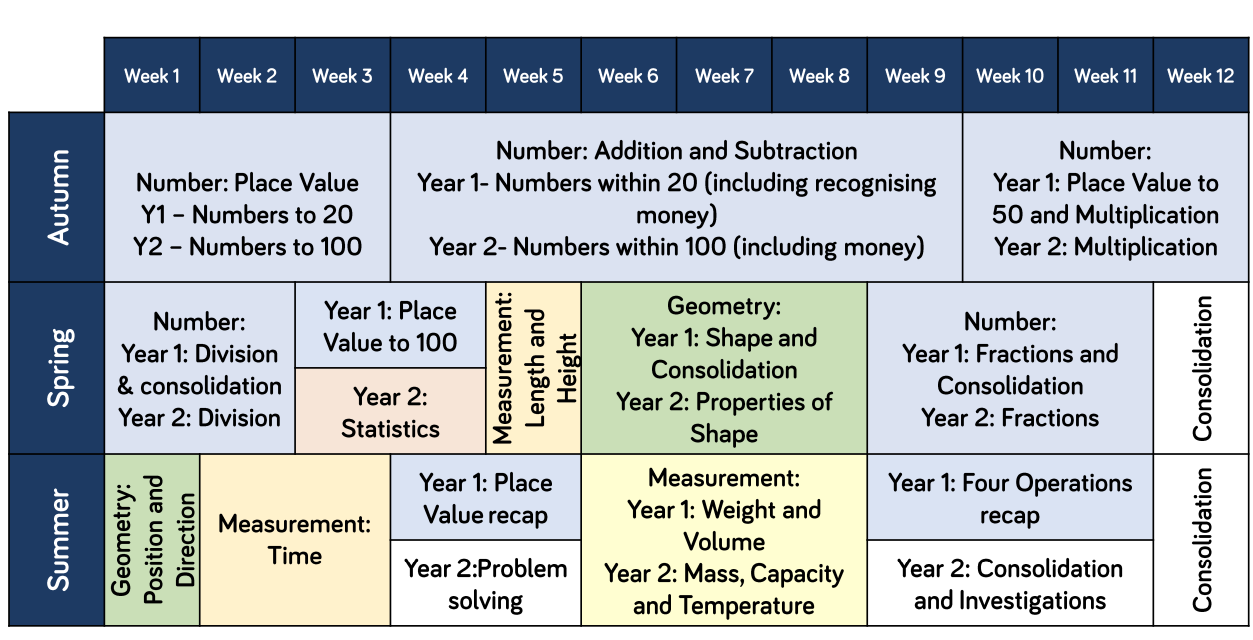 Week 1
Week 2
Week 3
Week 4
Week 5
Week 6
Week 7
Week 8
Week 9
Week 10
Week 11
Week 12
Autumn
Number: Place Value
Y1 – Numbers to 20
Y2 – Numbers to 100
Number: Addition and Subtraction
Year 1- Numbers within 20 (including recognising
money)
Year 2- Numbers within 100 (including money)
Number:
Year 1: Place Value to
50 and Multiplication
Year 2: Multiplication
Spring
Number:
Year 1: Division
& consolidation
Year 2: Division
Year 1: Place
Value to 100
Year 2:
Statistics
Measurement:
Length and
Height
Geometry:
Year 1: Shape and
Consolidation
Year 2: Properties of
Shape
Number:
Year 1: Fractions and
Consolidation
Year 2: Fractions
Consolidation
Summer
Geometry:
Position and
Direction
Measurement:
Time
Year 1: Place
Value recap
Year 2:Problem
solving
Measurement:
Year 1: Weight and
Volume
Year 2: Mass, Capacity
and Temperature
Year 1: Four Operations
recap
Year 2: Consolidation
and Investigations
Consolidation